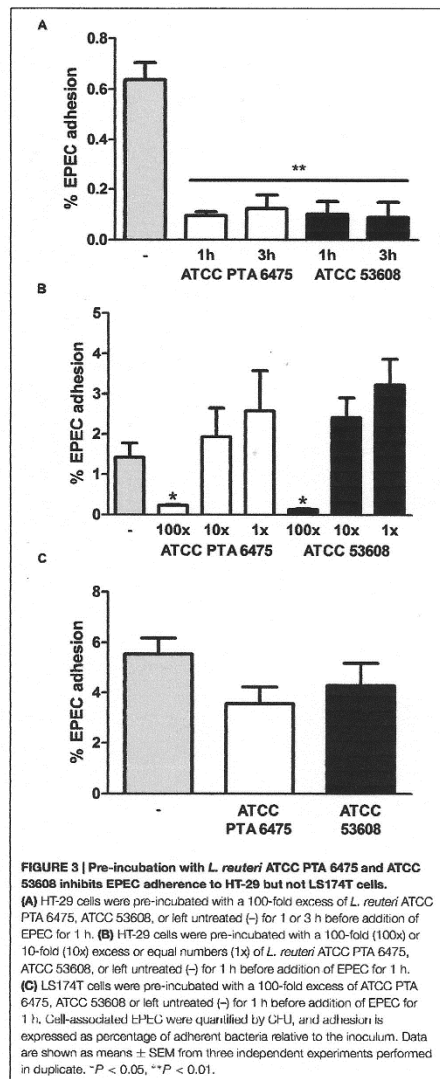 A
% EPEC adhesion
0.8
0.6
0.4
0.2
0.0
**
- 1h 3h 1h 3h
ATCC PTA 6475 ATCC 53608
B
% EPEC adhesion
5
4
3
2
1
0
* *
- 100x 10x 1x 100x 10x 1x
ATCC PTA 6475 ATCC 53608
C
% EPEC adhesion
8
6
4
2
0
- ATCC ATCC
PTA 6475 53608
FIGURE 3 | Pre-incubation with L. reuteri ATCC PTA 6475 and ATCC
53608 inhibits EPEC adherence to HT-29 but not LS174T cells.
(A) HT-29 cells were pre-incubated with a 100-fold excess of L. reuteri ATCC
PTA 6475, ATCC 53608, or left untreated (–) for 1 or 3 h before addition of
EPEC for 1 h. (B) HT-29 cells were pre-incubated with a 100-fold (100x) or
10-fold (10x) excess or equal numbers (1x) of L. reuteri ATCC PTA 6475,
ATCC 53608, or left untreated (–) for 1 h before addition of EPEC for 1 h.
(C) LS174T cells were pre-incubated with a 100-fold excess of ATCC PTA
6475, ATCC 53608 or left untreated (–) for 1 h before addition of EPEC for
1 h. Cell-associated EPEC were quantified by CFU, and adhesion is
expressed as percentage of adherent bacteria relative to the inoculum. Data
are shown as means ± SEM from three independent experiments performed
in duplicate. *P < 0.05, **P < 0.01.